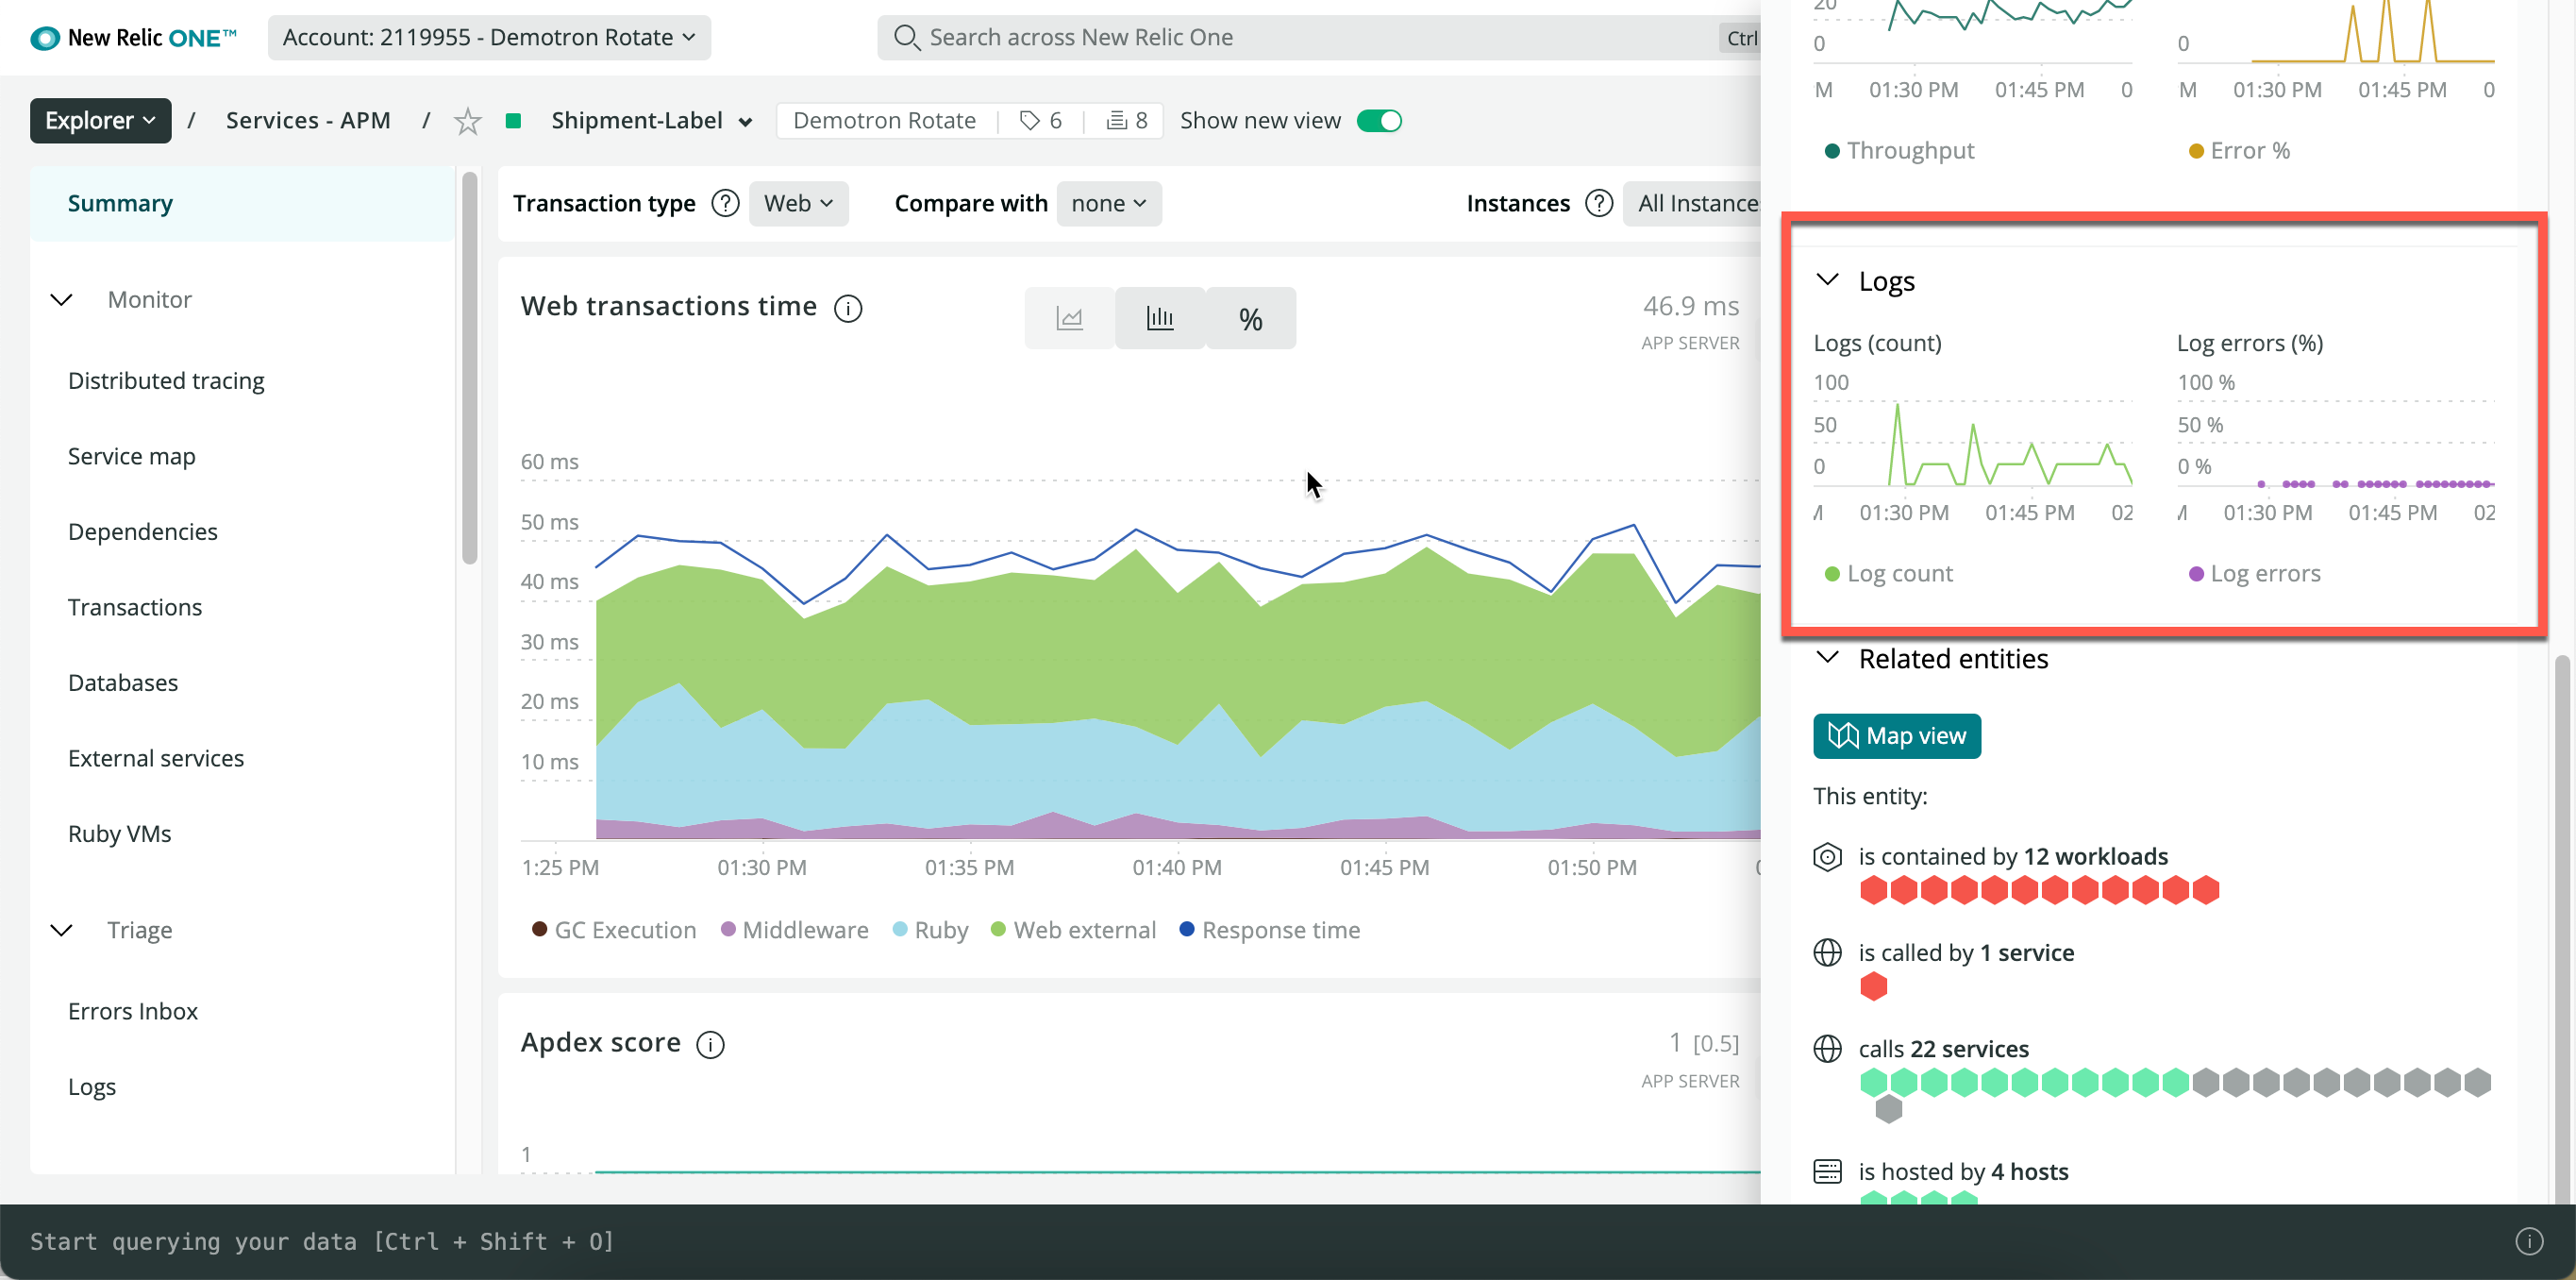 New Relic ONE™
Account: 2119955 - Demotron Rotate
Search across New Relic One
Ctrl
Explorer / Services - APM / Shipment-Label
Demotron Rotate 6 8
Show new view
Summary
Monitor
Distributed tracing
Service map
Dependencies
Transactions
Databases
External services
Ruby VMs
Triage
Errors Inbox
Logs
Transaction type ? Web
Compare with none
Instances ?
All Instance
Web transactions time
%
46.9 ms
APP SERVER
60 ms
50 ms
40 ms
30 ms
20 ms
10 ms
1:25 PM 01:30 PM 01:35 PM 01:40 PM 01:45 PM 01:50 PM 0
GC Execution Middleware Ruby Web external Response time
Apdex score
1 [0.5]
APP SERVER
1
20
0
M 01:30 PM 01:45 PM 0
Throughput
0
M 01:30 PM 01:45 PM 0
Error %
Logs
Logs (count)
100
50
0
01:30 PM 01:45 PM 02
Log count
Log errors (%)
100 %
50 %
0 %
01:30 PM 01:45 PM 02
Log errors
Related entities
Map view
This entity:
is contained by 12 workloads
is called by 1 service
calls 22 services
is hosted by 4 hosts
Start querying your data [Ctrl + Shift + O]